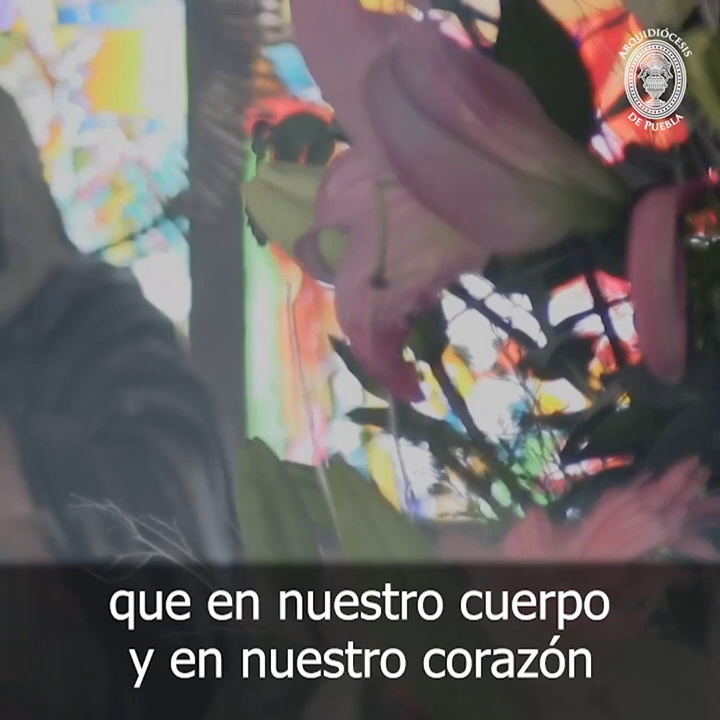 ARQUIDIÓCESIS
DE PUEBLA
que en nuestro cuerpo
y en nuestro corazón